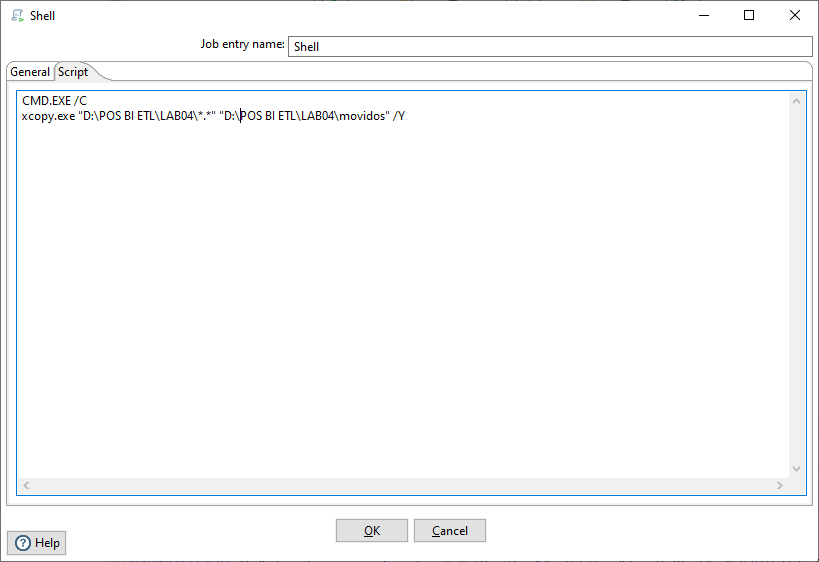 Shell
Job entry name: Shell
General Script
CMD.EXE /C
xcopy.exe "D:\POS BI ETL\LAB04\*.*" "D:\POS BI ETL\LAB04\movidos" /Y
OK Cancel
Help